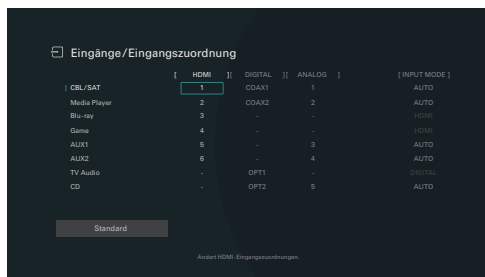 Eingänge/Eingangszuordnung
[ HDMI ][ DIGITAL ][ ANALOG ] [ INPUT MODE ]
CBL/SAT 1 COAX1 1 AUTO
Media Player 2 COAX2 2 AUTO
Blu-ray 3 - - HDMI
Game 4 - - HDMI
AUX1 5 - 3 AUTO
AUX2 6 - 4 AUTO
TV Audio - OPT1 - DIGITAL
CD - OPT2 5 AUTO
Standard
Ändert HDMI-Eingangszuordnungen.